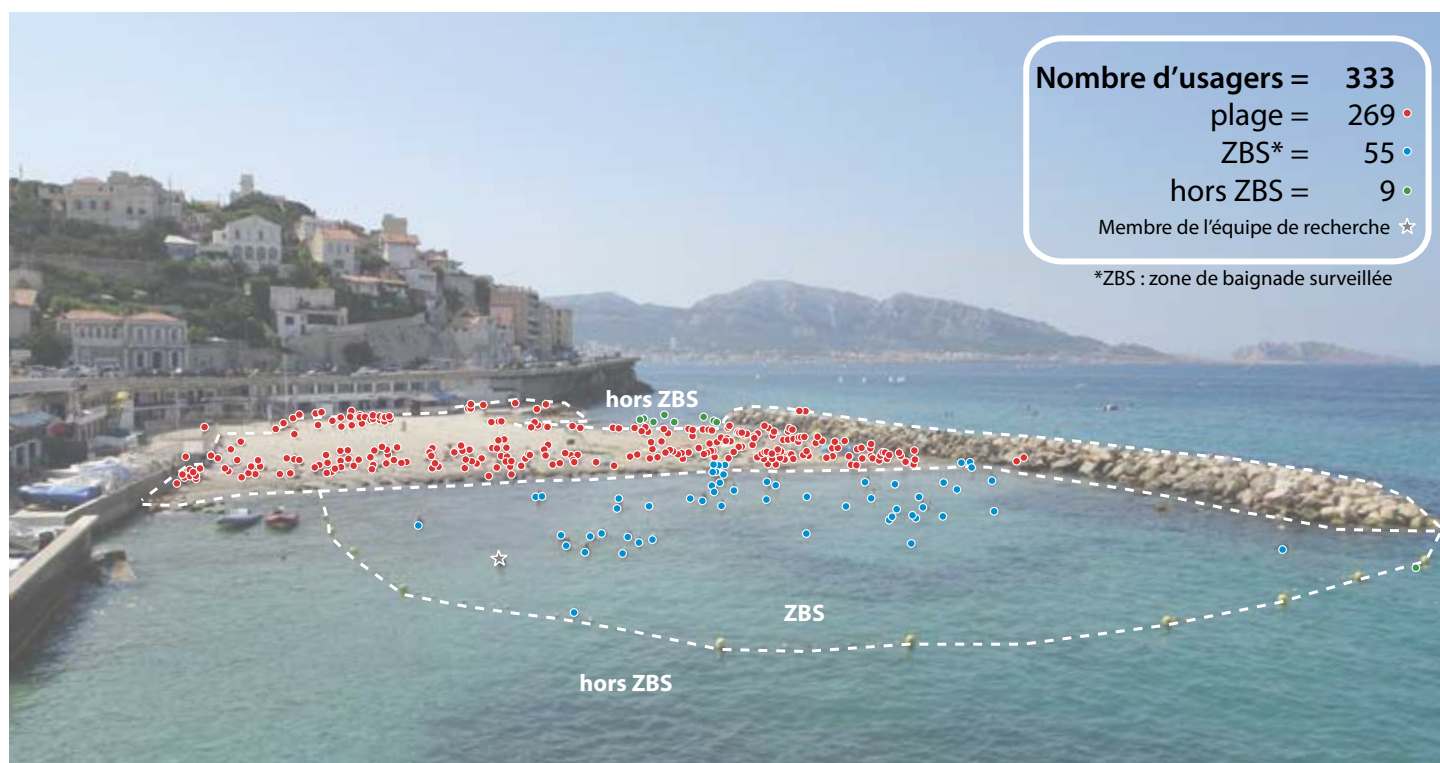 Nombre d’usagers = 333
plage = 269
ZBS* = 55
hors ZBS = 9
Membre de l’équipe de recherche
*ZBS : zone de baignade surveillée
hors ZBS
ZBS
hors ZBS